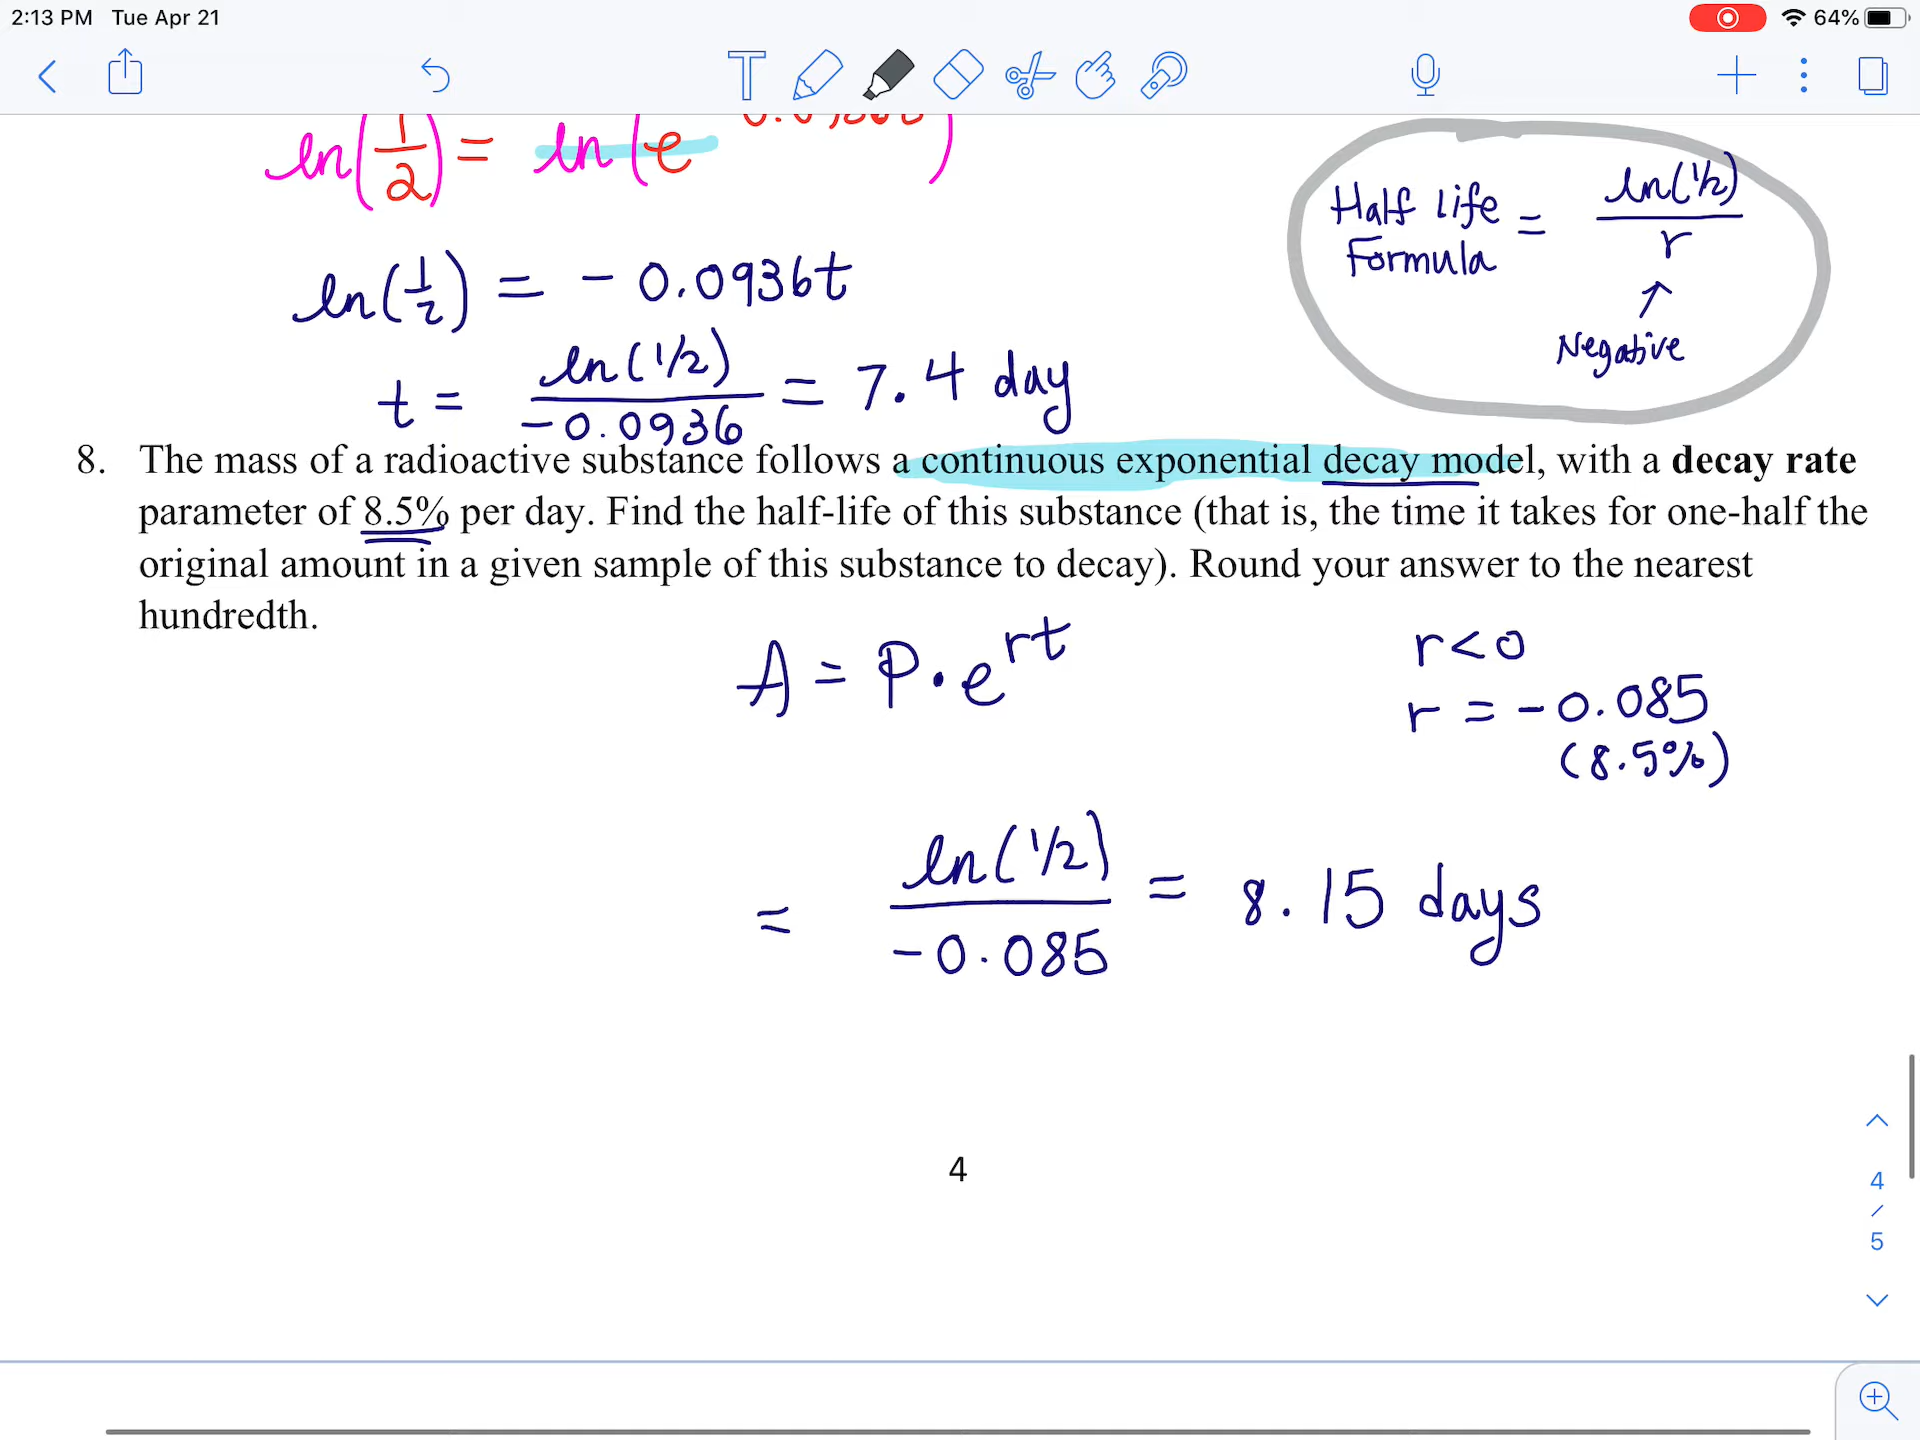 2:13 PM Tue Apr 21
64%
T
ln(1/2) = ln(e )
Half life Formula = ln(1/2) / r
↑
Negative
ln(1/2) = - 0.0936t
t = ln(1/2) / -0.0936 = 7.4 day
8. The mass of a radioactive substance follows a continuous exponential decay model, with a decay rate
parameter of 8.5% per day. Find the half-life of this substance (that is, the time it takes for one-half the
original amount in a given sample of this substance to decay). Round your answer to the nearest
hundredth.
A = P · e^rt
r < 0
r = -0.085
(8.5%)
= ln(1/2) / -0.085 = 8.15 days
4
4
/
5